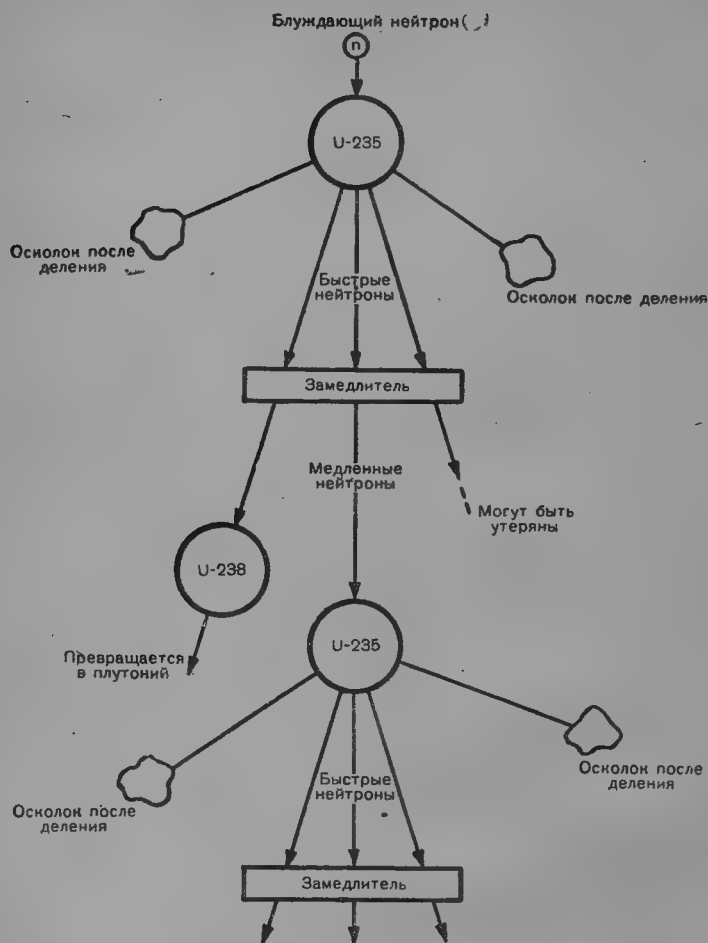 Блуждающий нейтрон( )
n
U-235
Осколок после
деления
Быстрые
нейтроны
Осколок после деления
Замедлитель
Медленные
нейтроны
Могут быть
утеряны
U-238
Превращается
в плутоний
U-235
Осколок после
деления
Быстрые
нейтроны
Осколок после
деления
Замедлитель